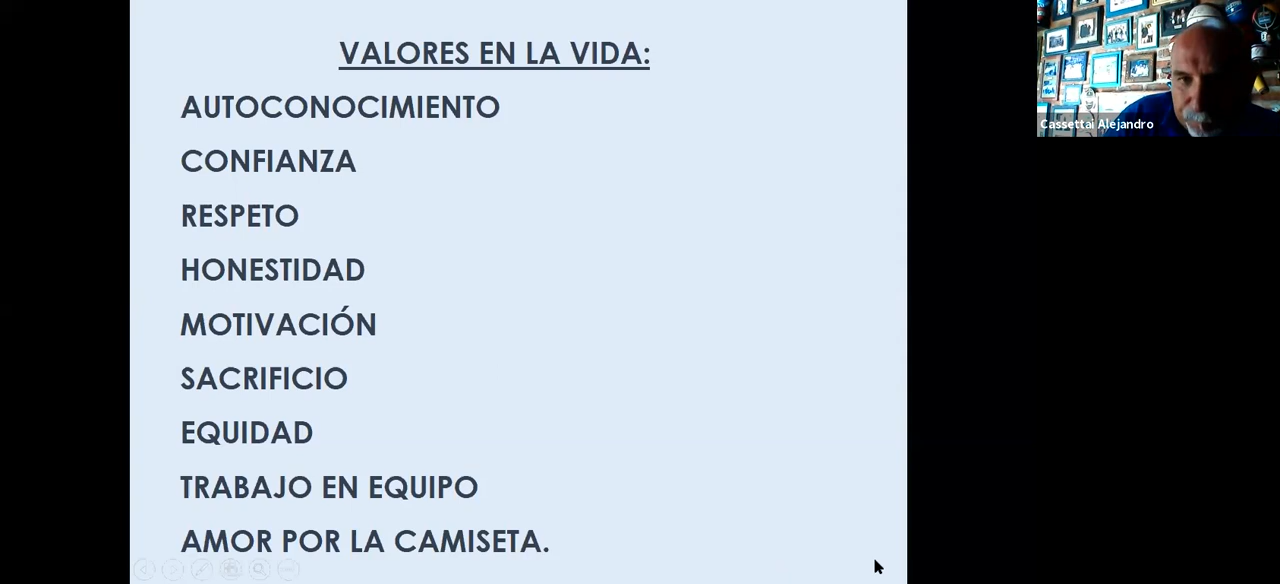 VALORES EN LA VIDA:
AUTOCONOCIMIENTO
CONFIANZA
RESPETO
HONESTIDAD
MOTIVACIÓN
SACRIFICIO
EQUIDAD
TRABAJO EN EQUIPO
AMOR POR LA CAMISETA.
Cassettai Alejandro